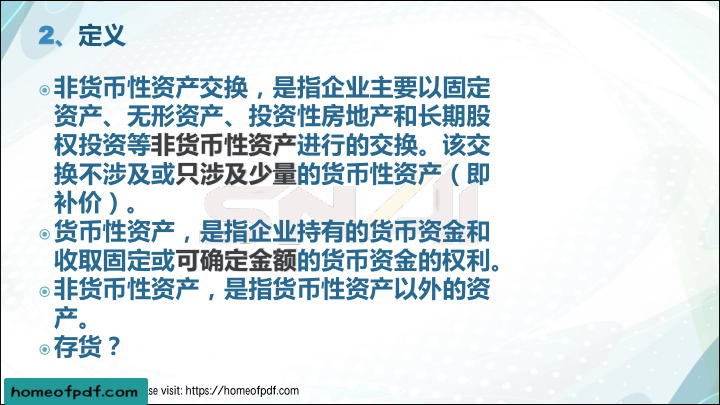 2、定义
非货币性资产交换，是指企业主要以固定
资产、无形资产、投资性房地产和长期股
权投资等非货币性资产进行的交换。该交
换不涉及或只涉及少量的货币性资产（即
补价）。
货币性资产，是指企业持有的货币资金和
收取固定或可确定金额的货币资金的权利。
非货币性资产，是指货币性资产以外的资
产。
存货？
homeofpdf.com
se visit: https://homeofpdf.com